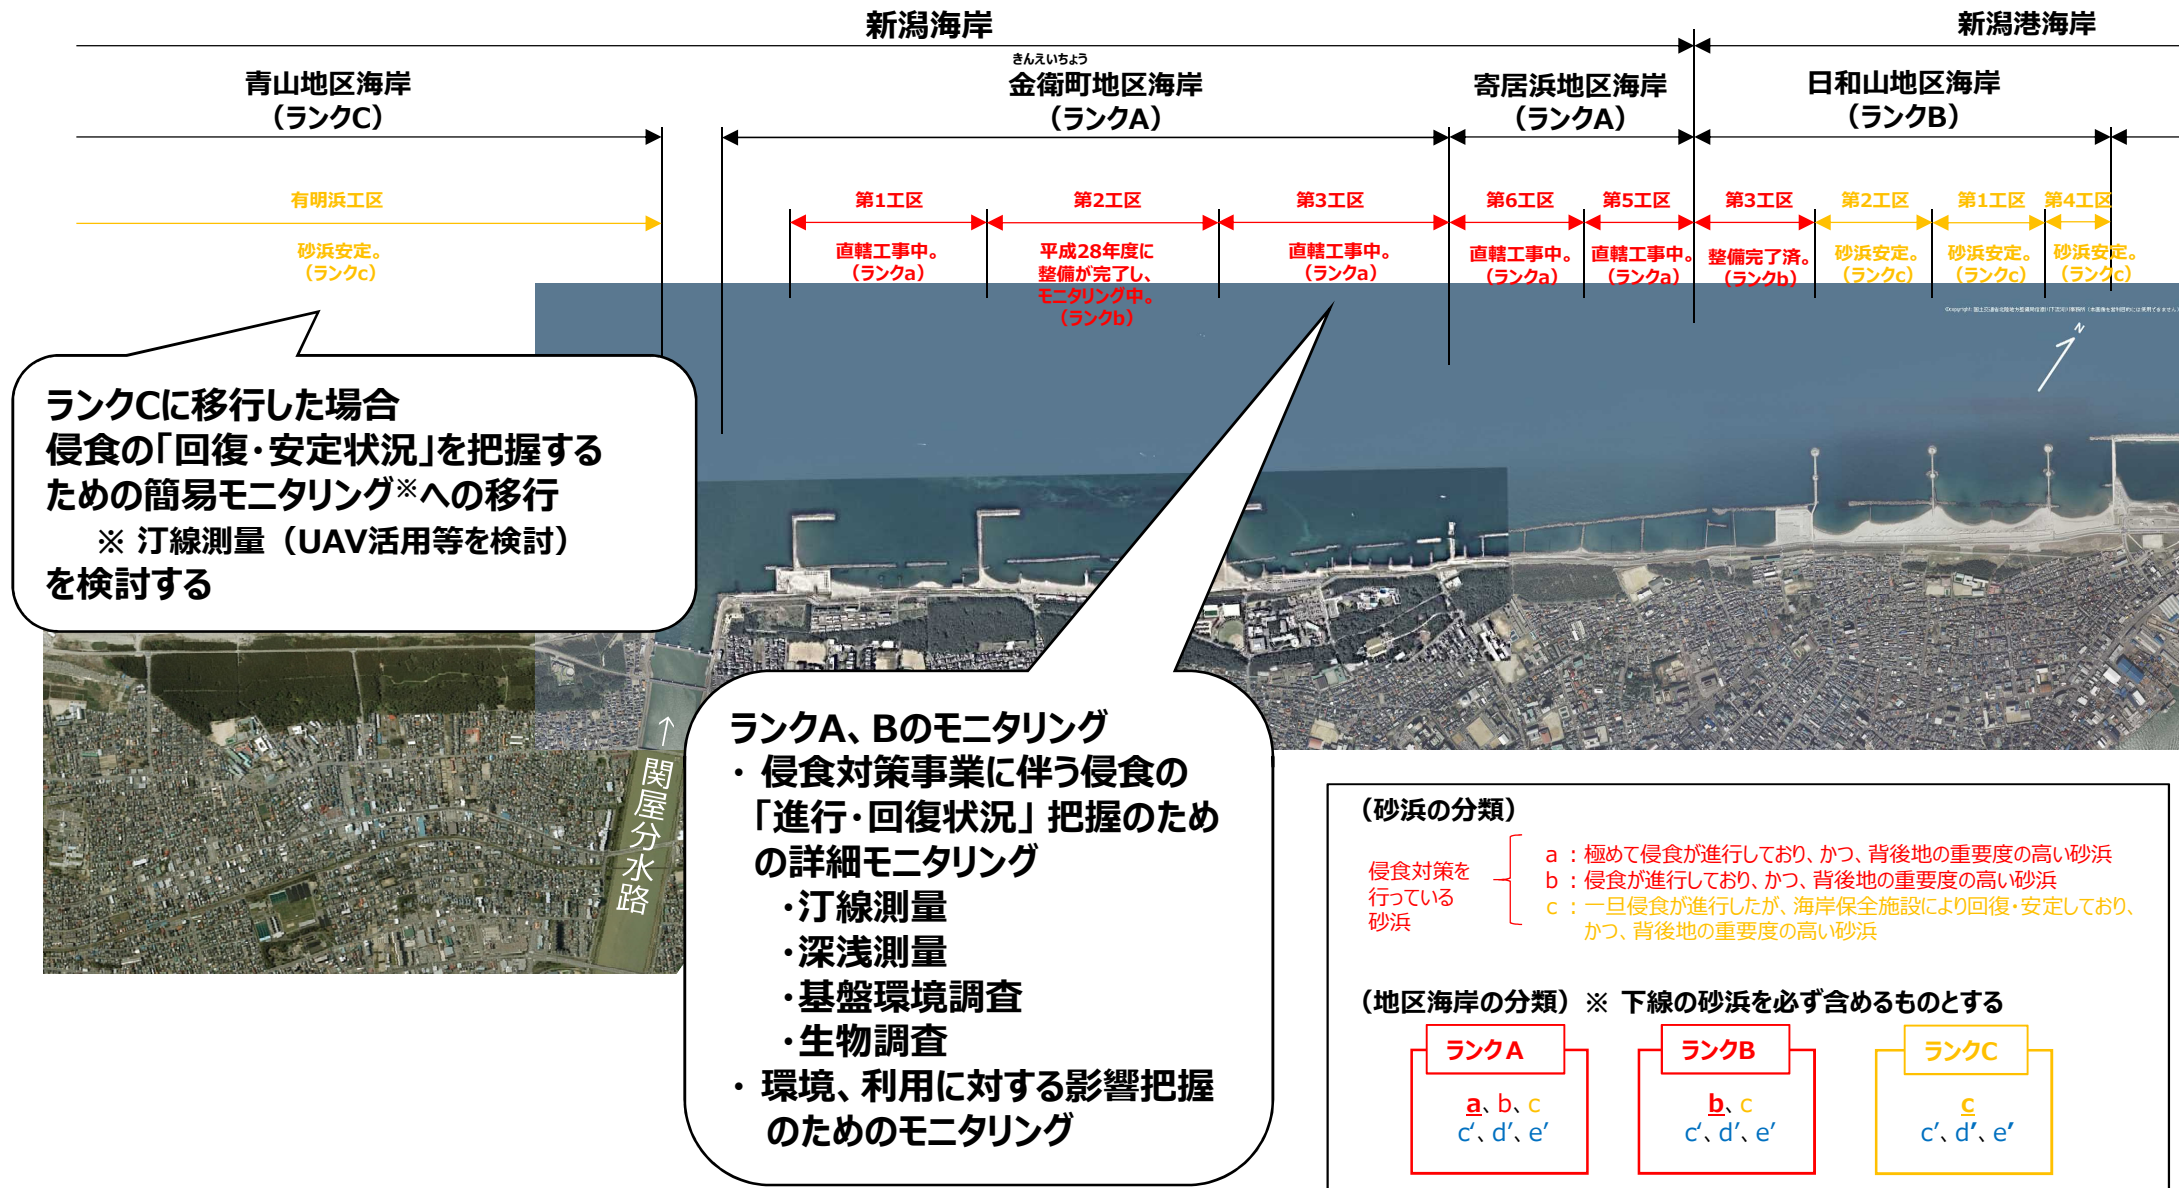 新潟海岸
新潟港海岸
青山地区海岸
（ランクC）
きんえいちょう
金衛町地区海岸
（ランクA）
寄居浜地区海岸
（ランクA）
日和山地区海岸
（ランクB）
有明浜工区
砂浜安定。
（ランクc）
第1工区
直轄工事中。
（ランクa）
第2工区
平成28年度に
整備が完了し、
モニタリング中。
（ランクb）
第3工区
直轄工事中。
（ランクa）
第6工区
直轄工事中。
（ランクa）
第5工区
直轄工事中。
（ランクa）
第3工区
整備完了済。
（ランクb）
第2工区
砂浜安定。
（ランクc）
第1工区
砂浜安定。
（ランクc）
第4工区
砂浜安定。
（ランクc）
N
ランクCに移行した場合
侵食の「回復・安定状況」を把握する
ための簡易モニタリング※への移行
※ 汀線測量（UAV活用等を検討）
を検討する
関屋分水路
ランクA、Bのモニタリング
・ 侵食対策事業に伴う侵食の
「進行・回復状況」 把握のため
の詳細モニタリング
・汀線測量
・深浅測量
・基盤環境調査
・生物調査
・ 環境、利用に対する影響把握
のためのモニタリング
（砂浜の分類）
侵食対策を
行っている
砂浜
a ：極めて侵食が進行しており、かつ、背後地の重要度の高い砂浜
b ：侵食が進行しており、かつ、背後地の重要度の高い砂浜
c ：一旦侵食が進行したが、海岸保全施設により回復・安定しており、
かつ、背後地の重要度の高い砂浜
（地区海岸の分類）※ 下線の砂浜を必ず含めるものとする
ランクA
a、b、c
c‘、d’、e’
ランクB
b、c
c‘、d’、e’
ランクC
c
c’、d’、e’